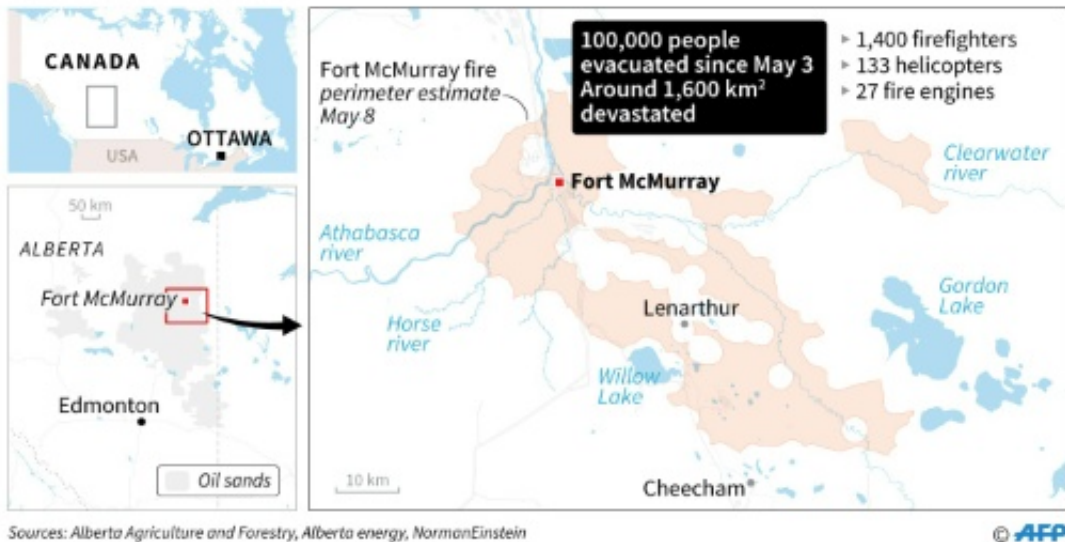 CANADA
OTTAWA
USA
50 km
ALBERTA
Fort McMurray
Edmonton
Oil sands
Fort McMurray fire
perimeter estimate
May 8
100,000 people
evacuated since May 3
Around 1,600 km²
devastated
▸ 1,400 firefighters
▸ 133 helicopters
▸ 27 fire engines
Clearwater
river
Fort McMurray
Athabasca
river
Gordon
Lake
Lenarthur
Horse
river
Willow
Lake
10 km
Cheecham
Sources: Alberta Agriculture and Forestry, Alberta energy, NormanEinstein
© AFP